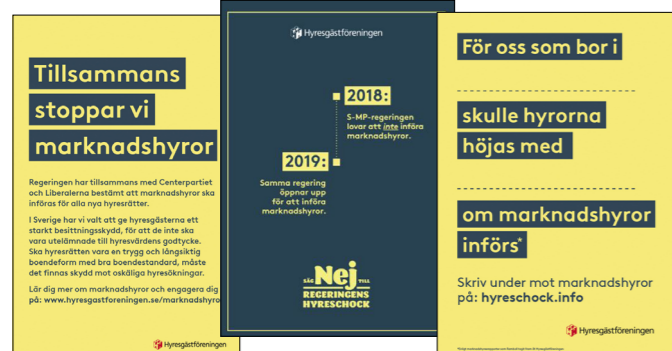 Tillsammans
stoppar vi
marknadshyror
Regeringen har tillsammans med Centerpartiet
och Liberalerna bestämt att marknadshyror ska
införas för alla nya hyresrätter.
I Sverige har vi valt att ge hyresgästerna ett
starkt besittningsskydd, för att de inte ska
vara utelämnade till hyresvärdens godtycke.
Ska hyresrätten vara en trygg och långsiktig
boendeform med bra boendestandard, måste
det finnas skydd mot oskäliga hyresökningar.
Lär dig mer om marknadshyror och engagera dig
på: www.hyresgastforeningen.se/marknadshyro
Hyresgästföreningen
Hyresgästföreningen
2018:
S-MP-regeringen
lovar att inte införa
marknadshyror.
2019:
Samma regering
öppnar upp
för att införa
marknadshyror.
SÄG Nej TILL
REGERINGENS
HYRESCHOCK
För oss som bor i
skulle hyrorna
höjas med
om marknadshyror
införs*
Skriv under mot marknadshyror
på: hyreschock.info
Hyresgästföreningen